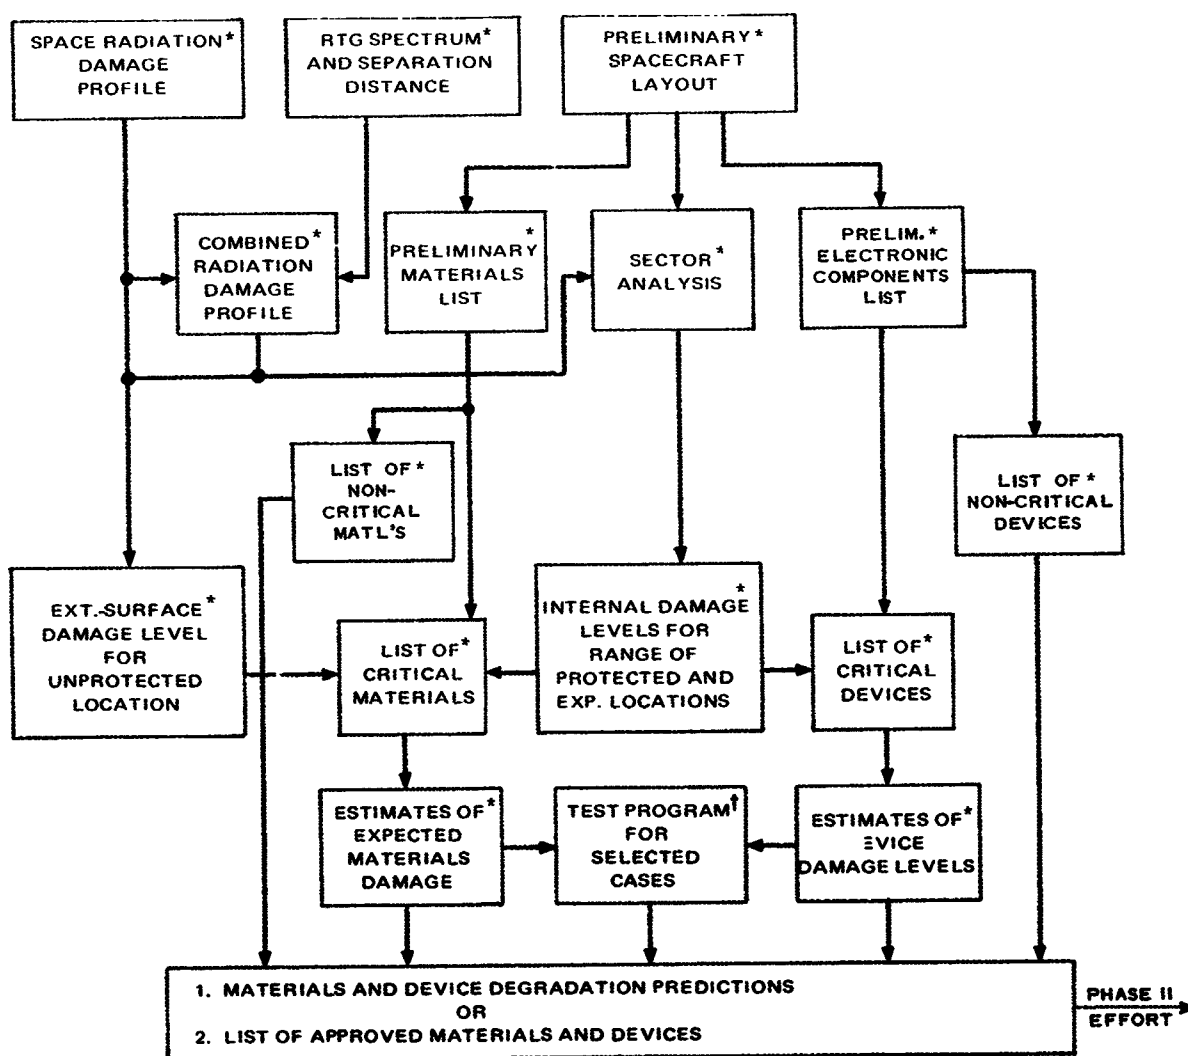 SPACE RADIATION*
DAMAGE
PROFILE
RTG SPECTRUM*
AND SEPARATION
DISTANCE
PRELIMINARY*
SPACECRAFT
LAYOUT
COMBINED*
RADIATION
DAMAGE
PROFILE
PRELIMINARY*
MATERIALS
LIST
SECTOR*
ANALYSIS
PRELIM.*
ELECTRONIC
COMPONENTS
LIST
LIST OF*
NON-
CRITICAL
MATL'S
LIST OF*
NON-CRITICAL
DEVICES
EXT.-SURFACE*
DAMAGE LEVEL
FOR
UNPROTECTED
LOCATION
LIST OF*
CRITICAL
MATERIALS
INTERNAL DAMAGE*
LEVELS FOR
RANGE OF
PROTECTED AND
EXP. LOCATIONS
LIST OF*
CRITICAL
DEVICES
ESTIMATES OF*
EXPECTED
MATERIALS
DAMAGE
TEST PROGRAM†
FOR
SELECTED
CASES
ESTIMATES OF*
EVICE
DAMAGE LEVELS
1. MATERIALS AND DEVICE DEGRADATION PREDICTIONS
OR
2. LIST OF APPROVED MATERIALS AND DEVICES
PHASE II
EFFORT